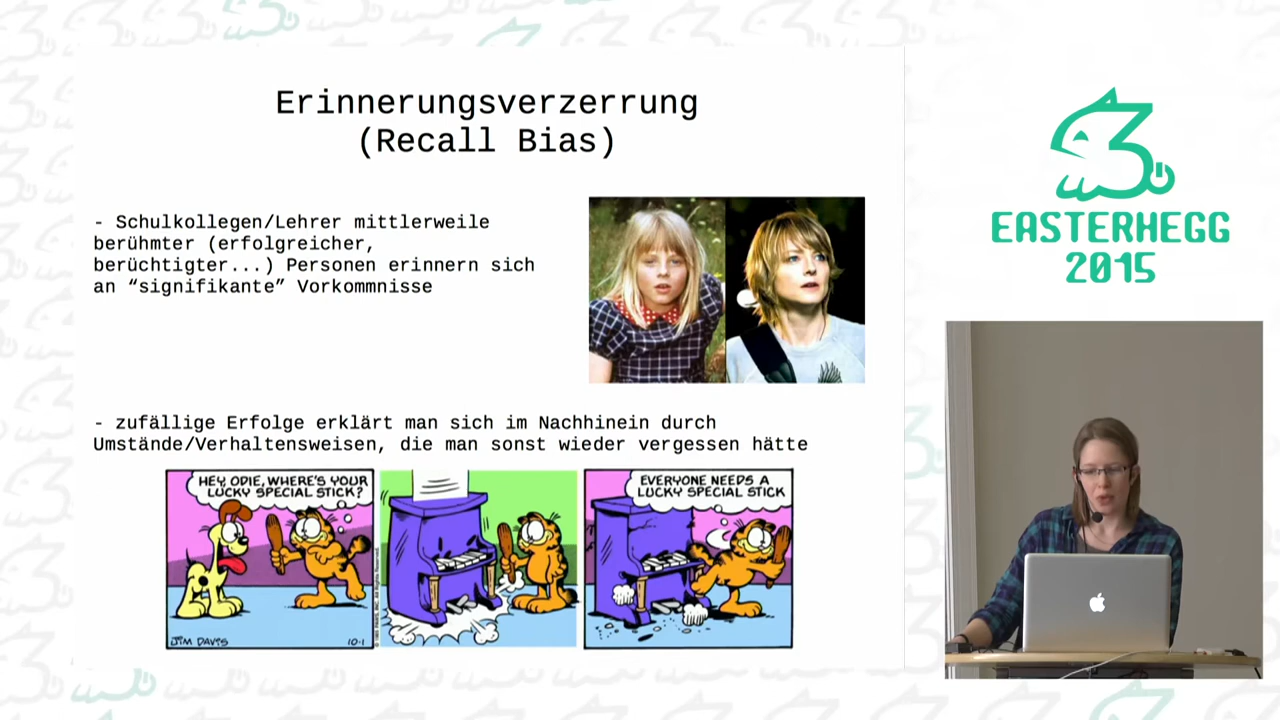 Erinnerungsverzerrung
(Recall Bias)
- Schulkollegen/Lehrer mittlerweile
berühmter (erfolgreicher,
berüchtigter...) Personen erinnern sich
an “signifikante” Vorkommnisse
- zufällige Erfolge erklärt man sich im Nachhinein durch
Umstände/Verhaltensweisen, die man sonst wieder vergessen hätte
HEY, ODIE, WHERE'S YOUR
LUCKY SPECIAL STICK?
JIM DAVIS
10-1
EVERYONE NEEDS A
LUCKY SPECIAL STICK
EASTERHEGG
2015